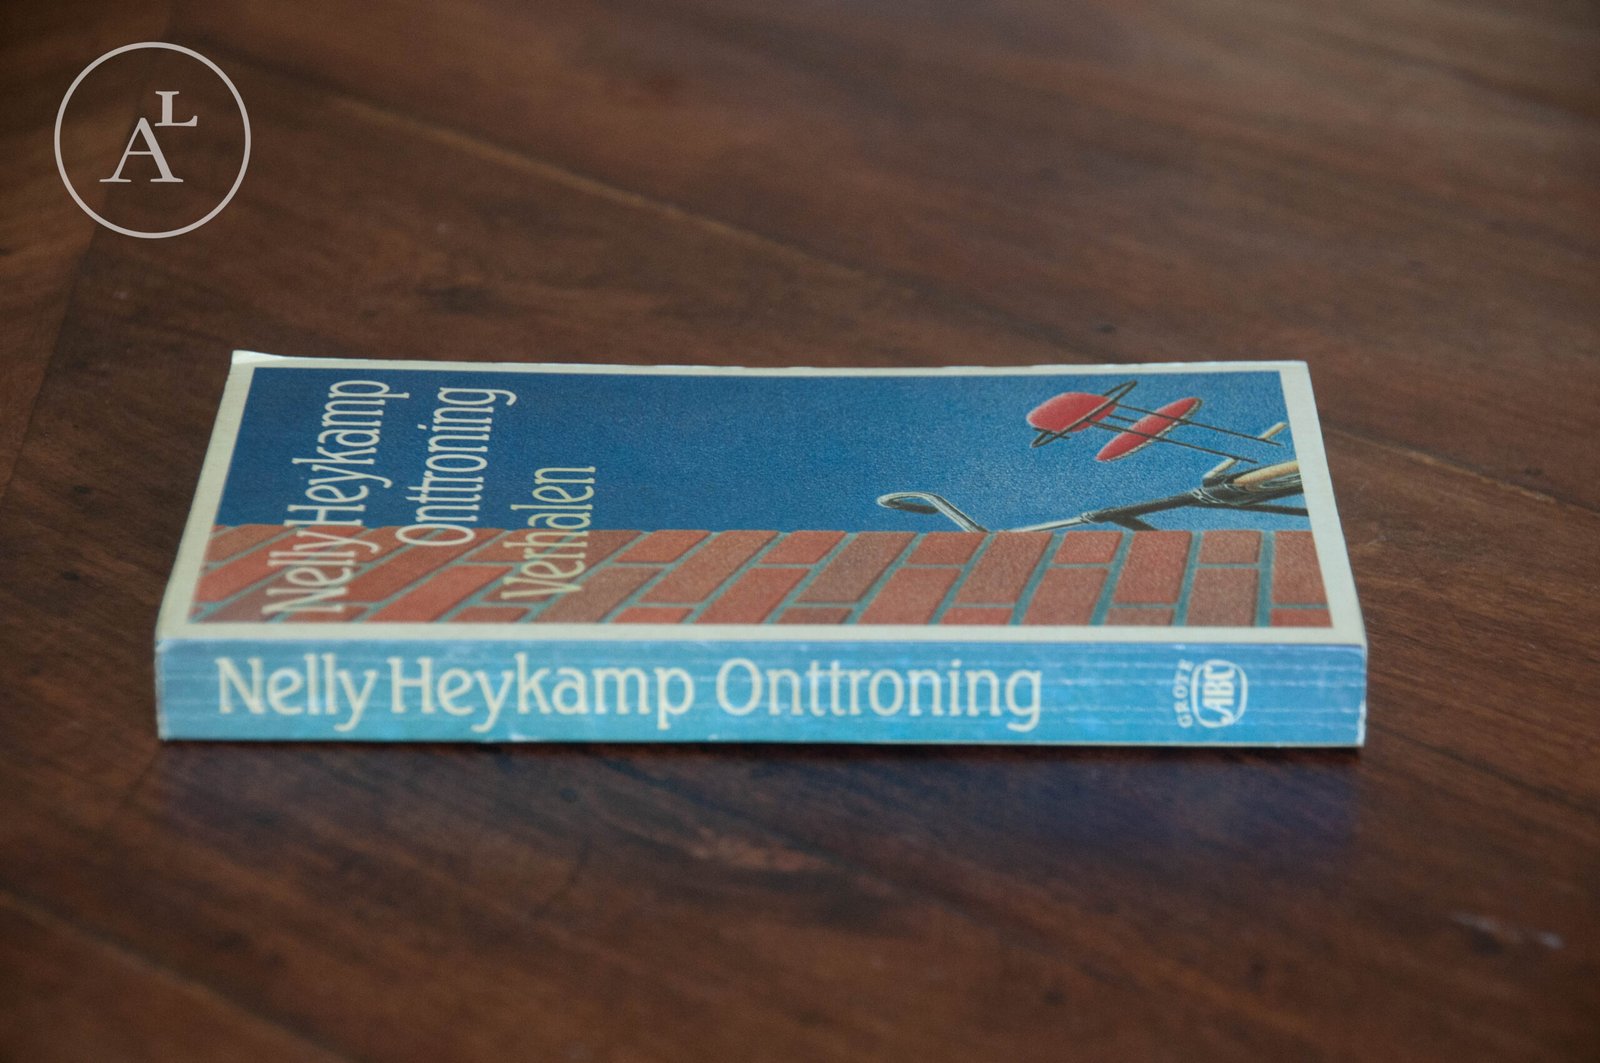 AL
Nelly Heykamp
Onttroning
Verhalen
Nelly Heykamp Onttroning
GROTE
ABC